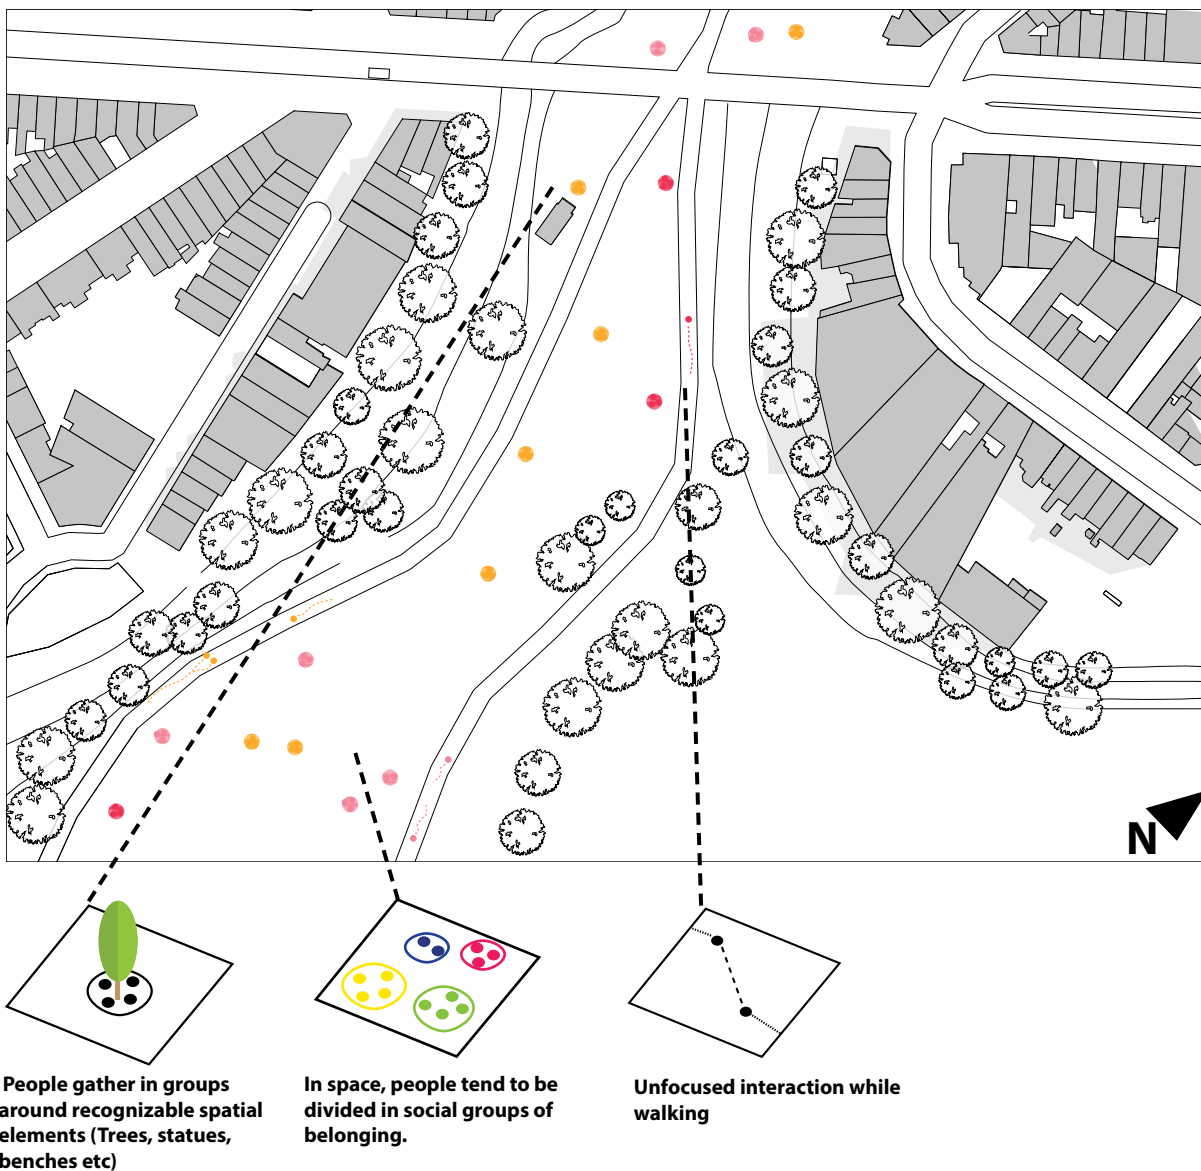 N
People gather in groups
around recognizable spatial
elements (Trees, statues,
benches etc)
In space, people tend to be
divided in social groups of
belonging.
Unfocused interaction while
walking